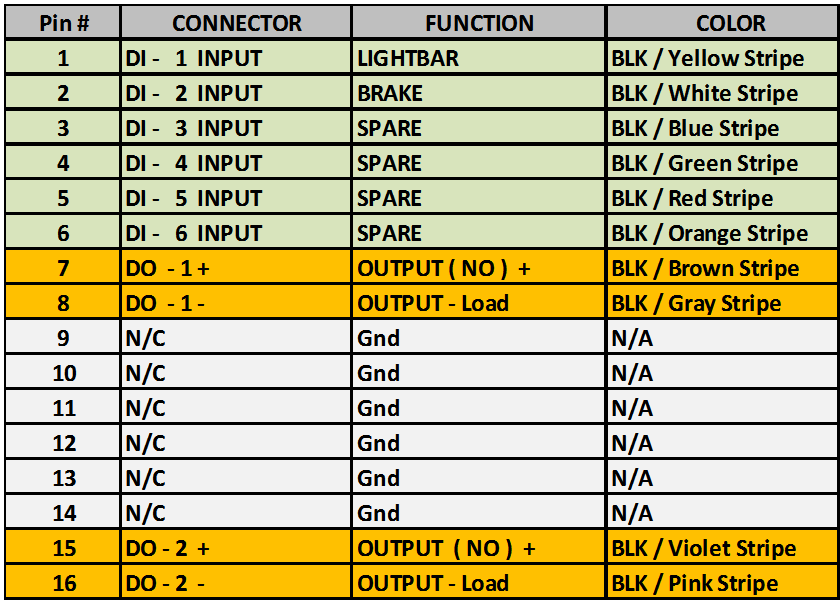 Pin # CONNECTOR FUNCTION COLOR
1 DI - 1 INPUT LIGHTBAR BLK / Yellow Stripe
2 DI - 2 INPUT BRAKE BLK / White Stripe
3 DI - 3 INPUT SPARE BLK / Blue Stripe
4 DI - 4 INPUT SPARE BLK / Green Stripe
5 DI - 5 INPUT SPARE BLK / Red Stripe
6 DI - 6 INPUT SPARE BLK / Orange Stripe
7 DO - 1 + OUTPUT ( NO ) + BLK / Brown Stripe
8 DO - 1 - OUTPUT - Load BLK / Gray Stripe
9 N/C Gnd N/A
10 N/C Gnd N/A
11 N/C Gnd N/A
12 N/C Gnd N/A
13 N/C Gnd N/A
14 N/C Gnd N/A
15 DO - 2 + OUTPUT ( NO ) + BLK / Violet Stripe
16 DO - 2 - OUTPUT - Load BLK / Pink Stripe